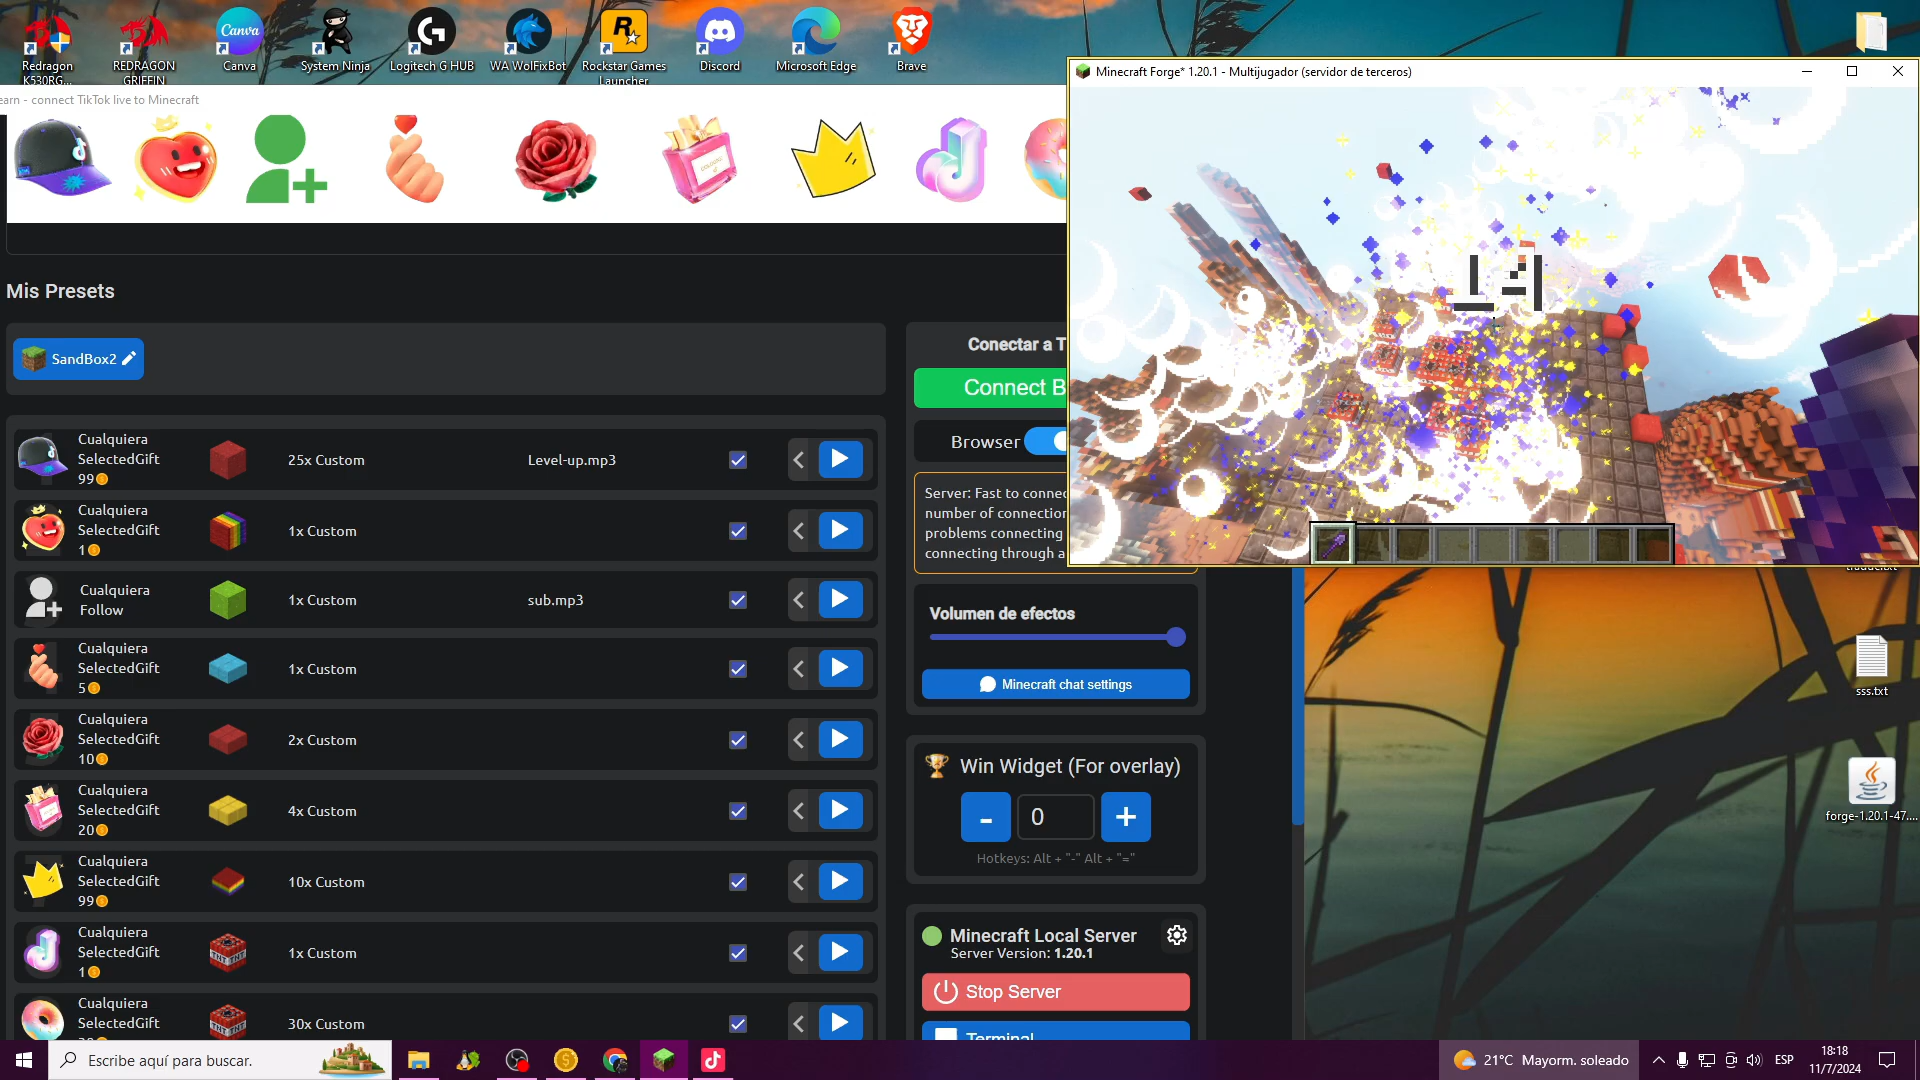 Redragon
K530RG...
REDRAGON
GRIFFIN
Canva
Canva
System Ninja
Logitech G HUB
WA WolFixBot
Rockstar Games
Launcher
Discord
Microsoft Edge
Brave
earn - connect TikTok live to Minecraft
Minecraft Forge* 1.20.1 - Multijugador (servidor de terceros)
Mis Presets
SandBox2
Cualquiera
SelectedGift
99
25x Custom
Level-up.mp3
Cualquiera
SelectedGift
1
1x Custom
Cualquiera
Follow
1x Custom
sub.mp3
Cualquiera
SelectedGift
5
1x Custom
Cualquiera
SelectedGift
10
2x Custom
Cualquiera
SelectedGift
20
4x Custom
Cualquiera
SelectedGift
99
10x Custom
Cualquiera
SelectedGift
1
TNT TNT
1x Custom
Cualquiera
SelectedGift
TNT TNT
30x Custom
Conectar a T
Connect B
Browser
Server: Fast to connec
number of connection
problems connecting
connecting through a
Volumen de efectos
Minecraft chat settings
Win Widget (For overlay)
-
0
+
Hotkeys: Alt + "-" Alt + "="
Minecraft Local Server
Server Version: 1.20.1
Stop Server
Terminal
sss.txt
forge-1.20.1-47....
Escribe aquí para buscar.
21°C Mayorm. soleado
ESP
18:18
11/7/2024